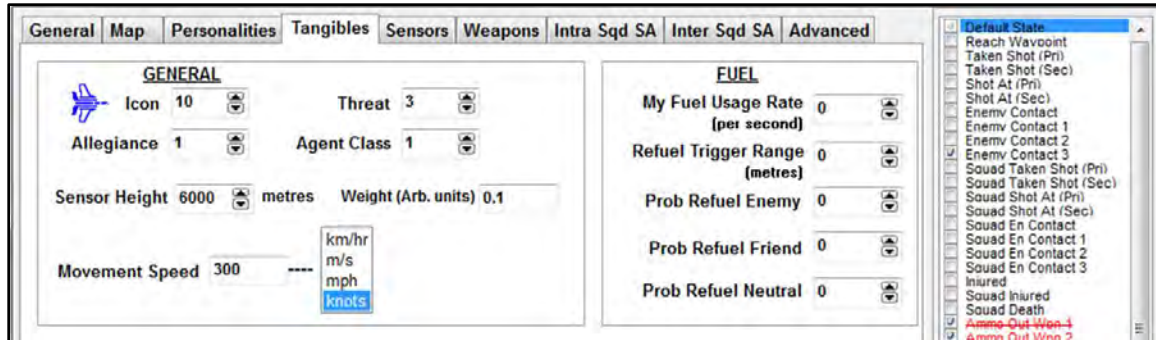 General Map Personalities Tangibles Sensors Weapons Intra Sqd SA Inter Sqd SA Advanced
GENERAL
Icon 10 Threat 3
Allegiance 1 Agent Class 1
Sensor Height 6000 metres Weight (Arb. units) 0.1
Movement Speed 300 ----
km/hr
m/s
mph
knots
FUEL
My Fuel Usage Rate 0
(per second)
Refuel Trigger Range 0
(metres)
Prob Refuel Enemy 0
Prob Refuel Friend 0
Prob Refuel Neutral 0
Default State
Reach Waypoint
Taken Shot (Pri)
Taken Shot (Sec)
Shot At (Pri)
Shot At (Sec)
Enemy Contact
Enemy Contact 1
Enemy Contact 2
Enemy Contact 3
Squad Taken Shot (Pri)
Squad Taken Shot (Sec)
Squad Shot At (Pri)
Squad Shot At (Sec)
Squad En Contact
Squad En Contact 1
Squad En Contact 2
Squad En Contact 3
Injured
Squad Injured
Squad Death
Ammo Out Wpn 1
Ammo Out Wpn 2